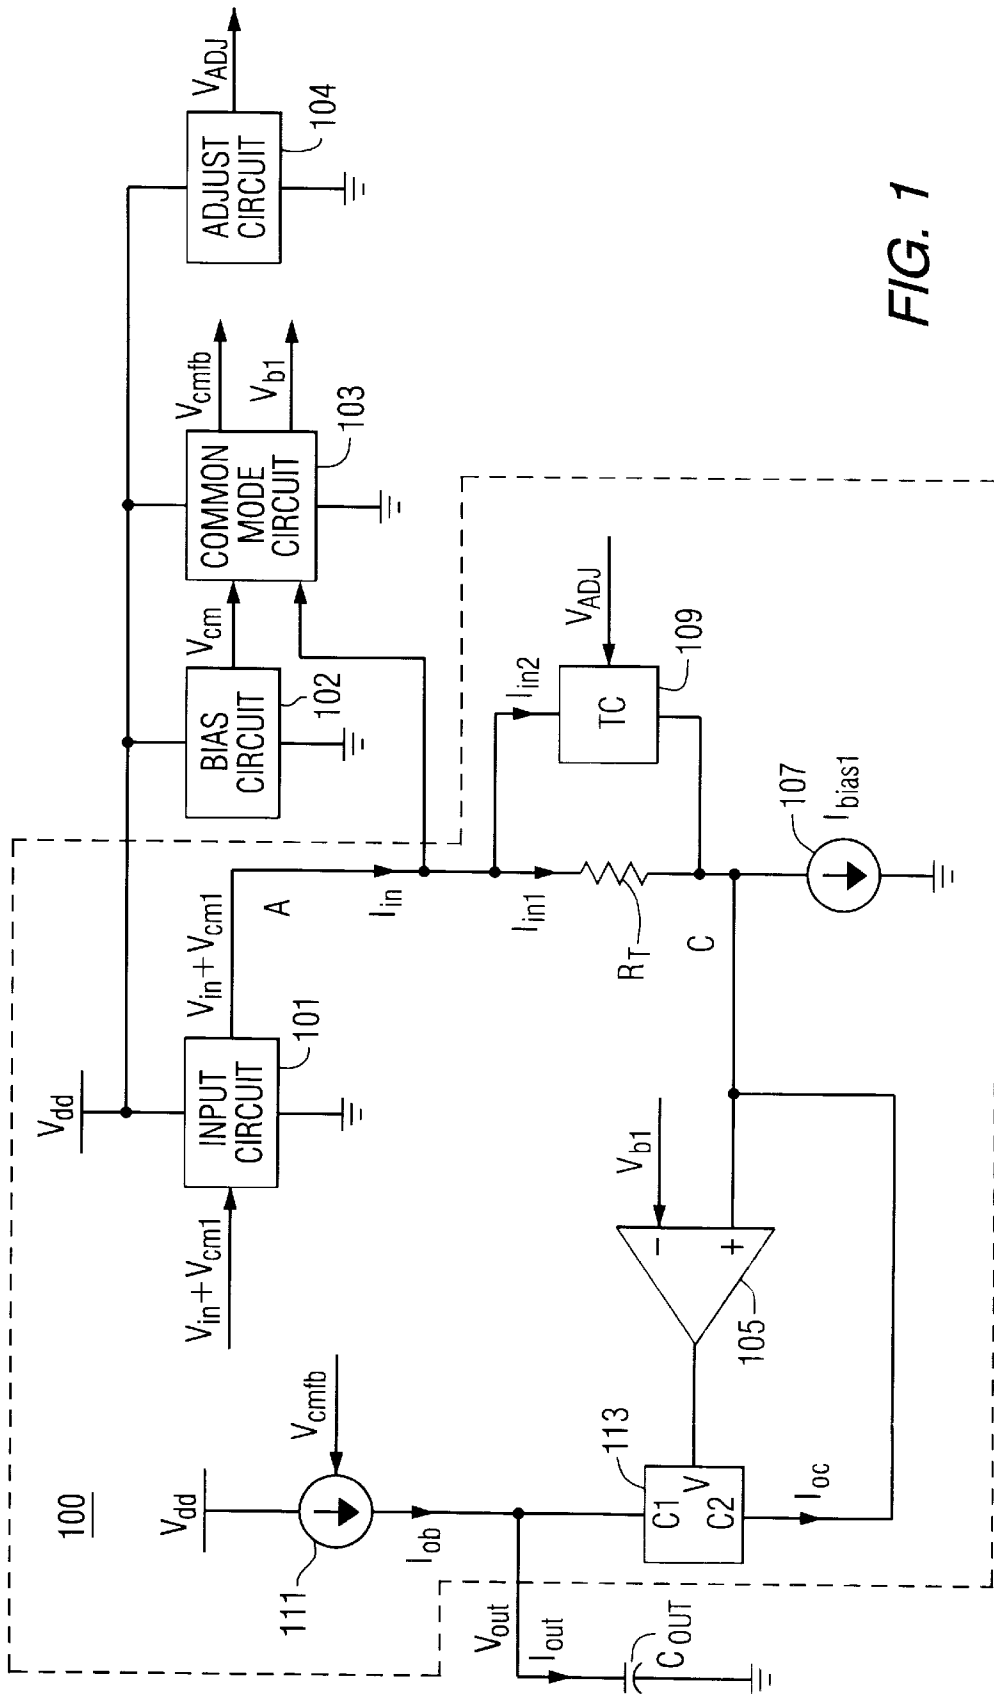 100
V_dd
V_in+V_cm1
INPUT
CIRCUIT
101
V_in+V_cm1
A
I_in
BIAS
CIRCUIT
102
V_cm
COMMON
MODE
CIRCUIT
103
V_cmfb
V_b1
ADJUST
CIRCUIT
104
V_ADJ
V_dd
111
V_cmfb
I_ob
V_out
I_out
C_OUT
C1
V
C2
113
I_oc
105
-
+
V_b1
C
R_T
I_in1
I_in2
TC
109
V_ADJ
107
I_bias1
FIG. 1